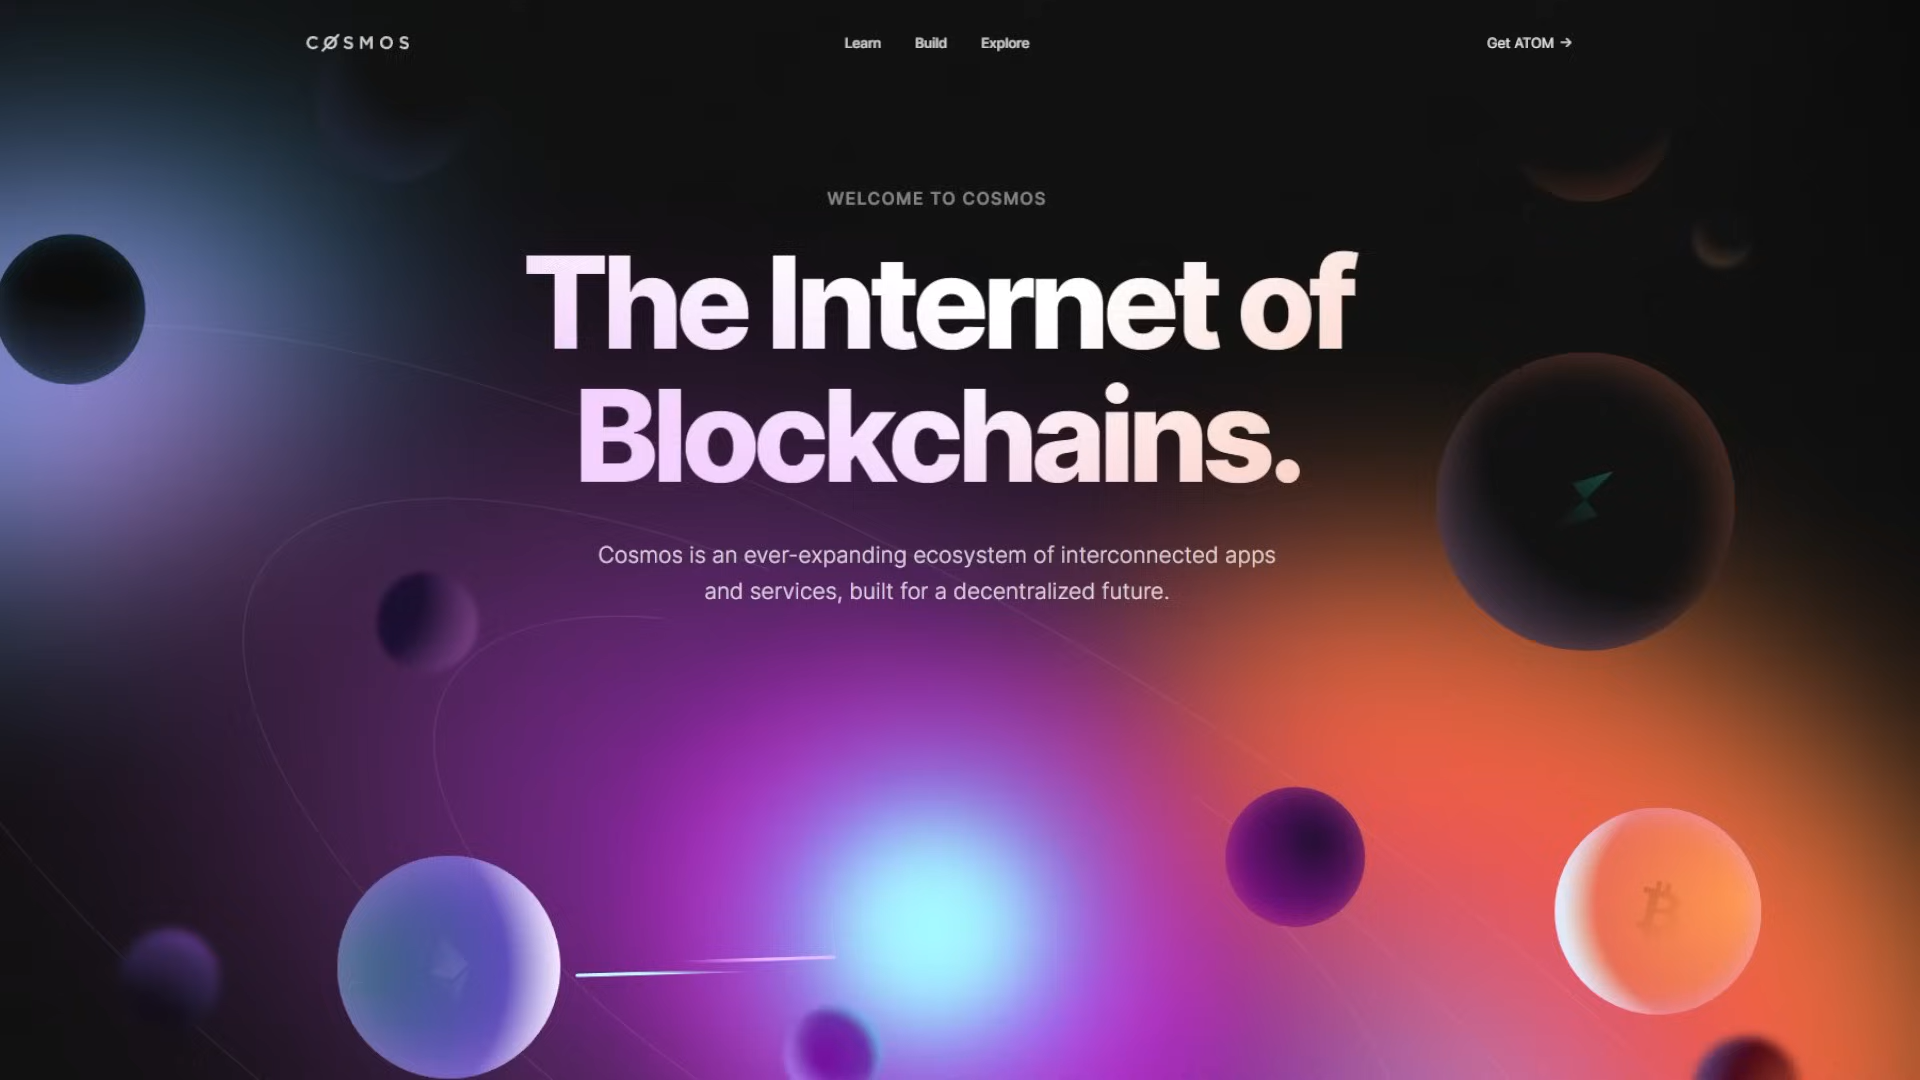 CØSMOS
Learn
Build
Explore
Get ATOM →
WELCOME TO COSMOS
The Internet of
Blockchains.
Cosmos is an ever-expanding ecosystem of interconnected apps
and services, built for a decentralized future.